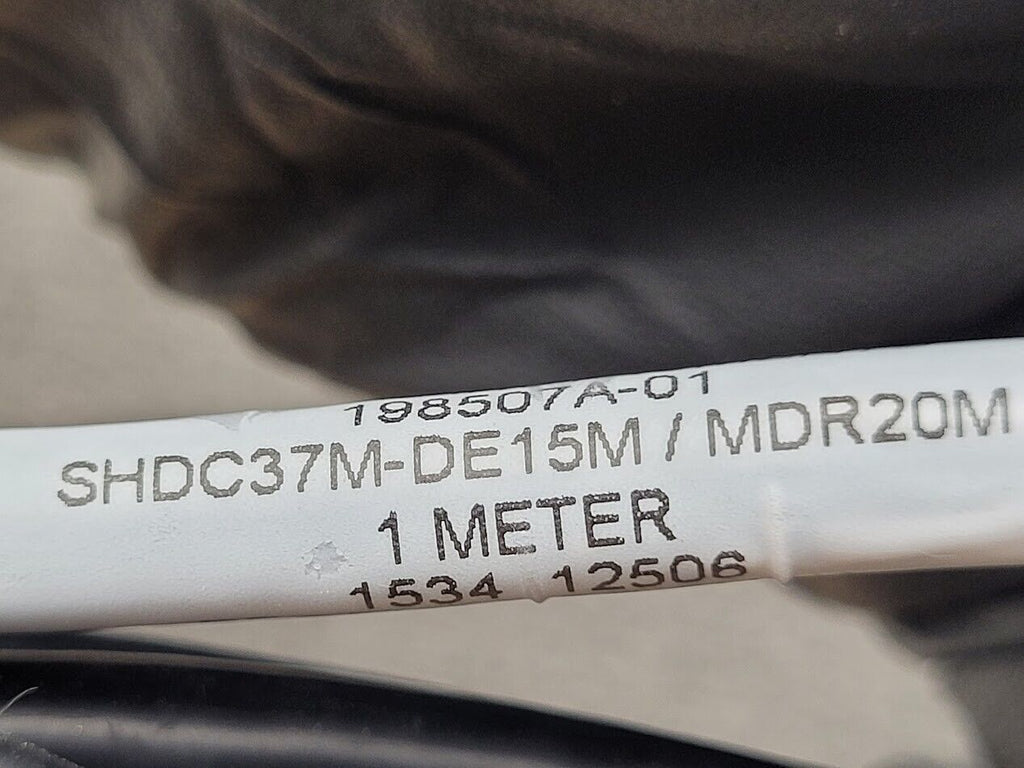 198507A-01
SHDC37M-DE15M / MDR20M
1 METER
1534 12506